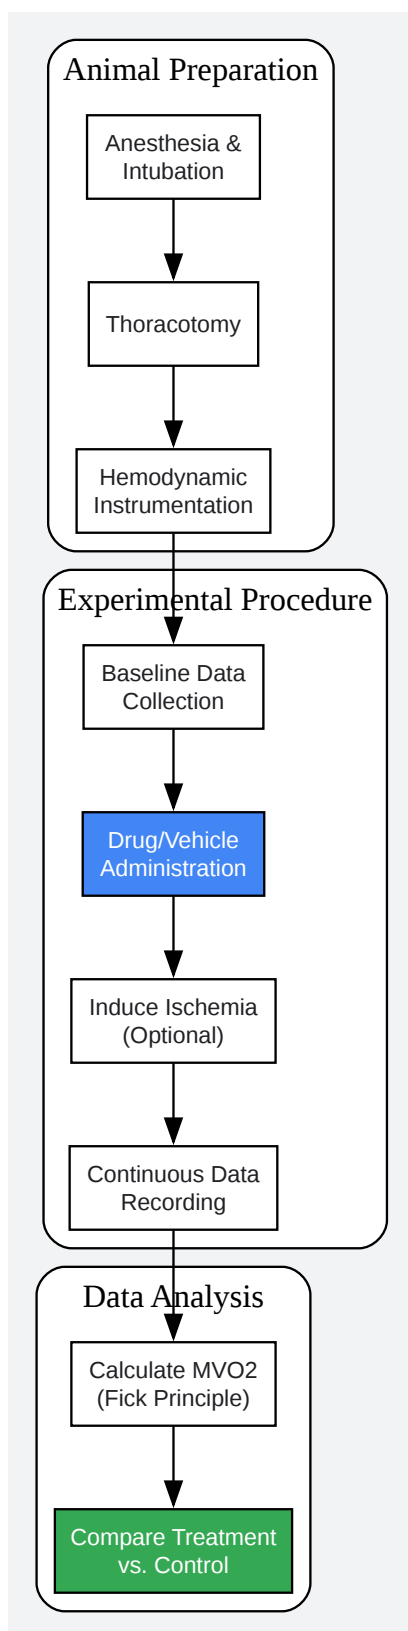 Animal Preparation
Anesthesia &
Intubation
Thoracotomy
Hemodynamic
Instrumentation
Experimental Procedure
Baseline Data
Collection
Drug/Vehicle
Administration
Induce Ischemia
(Optional)
Continuous Data
Recording
Data Analysis
Calculate MVO2
(Fick Principle)
Compare Treatment
vs. Control